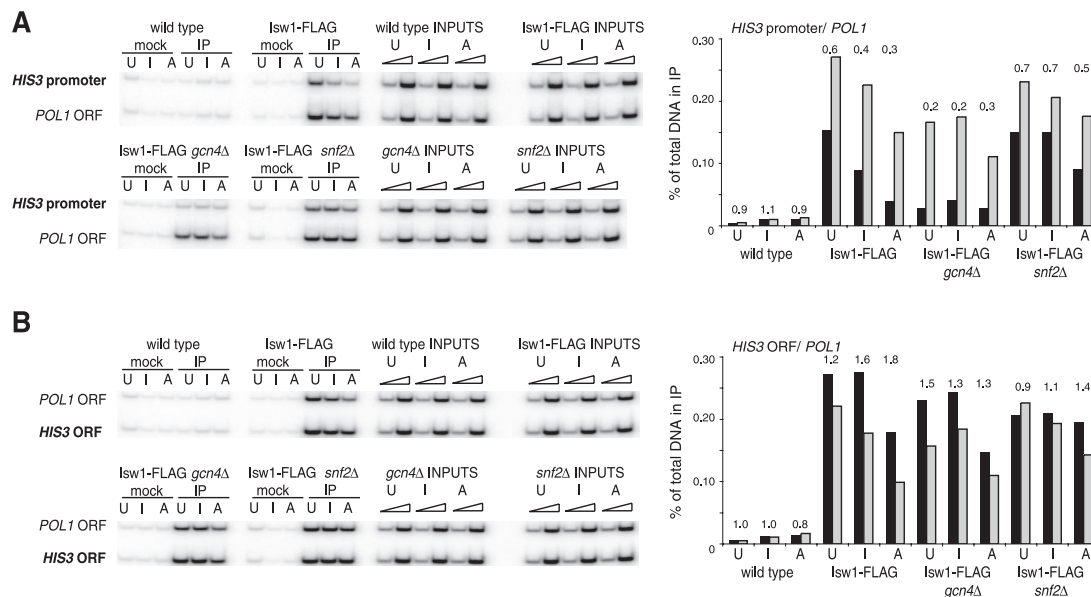 A
wild type Isw1-FLAG wild type INPUTS Isw1-FLAG INPUTS
mock IP mock IP U I A U I A
U I A U I A U I A U I A
HIS3 promoter
POL1 ORF
Isw1-FLAG gcn4Δ Isw1-FLAG snf2Δ gcn4Δ INPUTS snf2Δ INPUTS
mock IP mock IP U I A U I A
U I A U I A U I A U I A
HIS3 promoter
POL1 ORF
HIS3 promoter/ POL1
% of total DNA in IP
0,30
0,20
0,10
0
0.9 1.1 0.9 0.6 0.4 0.3 0.2 0.2 0.3 0.7 0.7 0.5
U I A U I A U I A U I A
wild type Isw1-FLAG Isw1-FLAG gcn4Δ Isw1-FLAG snf2Δ
B
wild type Isw1-FLAG wild type INPUTS Isw1-FLAG INPUTS
mock IP mock IP U I A U I A
U I A U I A U I A U I A
POL1 ORF
HIS3 ORF
Isw1-FLAG gcn4Δ Isw1-FLAG snf2Δ gcn4Δ INPUTS snf2Δ INPUTS
mock IP mock IP U I A U I A
U I A U I A U I A U I A
POL1 ORF
HIS3 ORF
HIS3 ORF/ POL1
% of total DNA in IP
0,30
0,20
0,10
0
1.0 1.0 0.8 1.2 1.6 1.8 1.5 1.3 1.3 0.9 1.1 1.4
U I A U I A U I A U I A
wild type Isw1-FLAG Isw1-FLAG gcn4Δ Isw1-FLAG snf2Δ